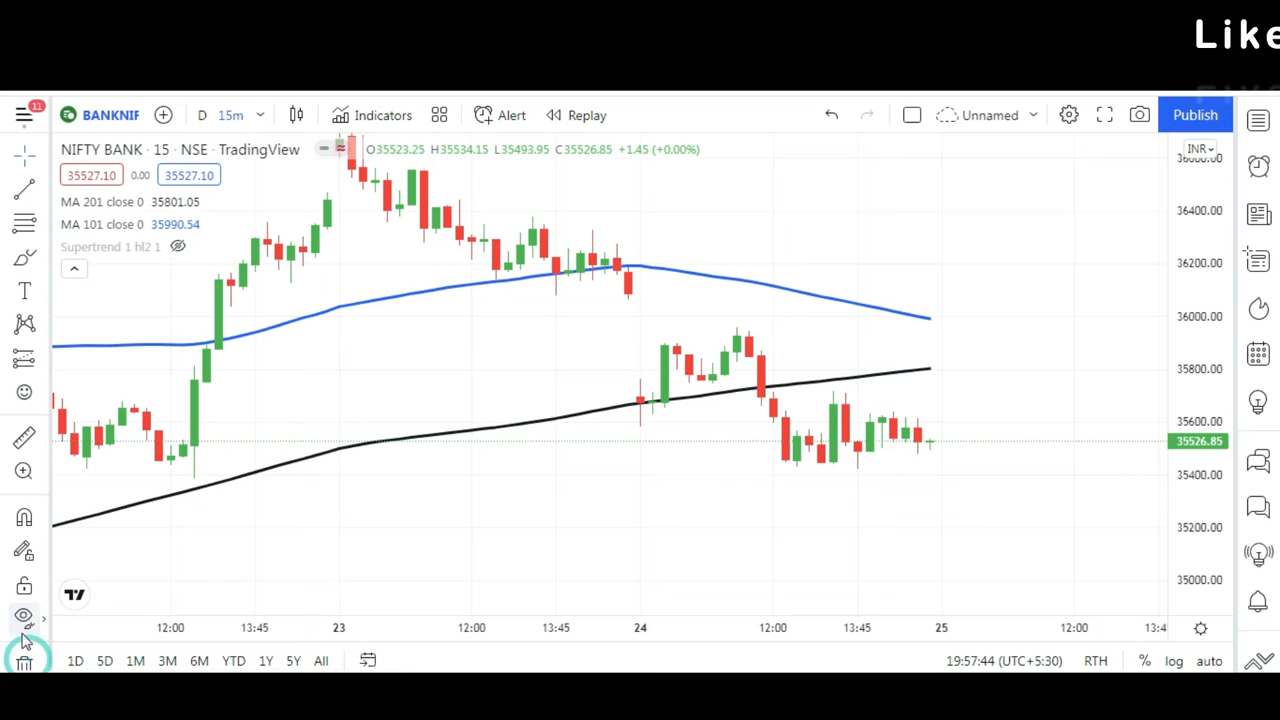 Like
11
BANKNIF
D
15m
Indicators
Alert
Replay
Unnamed
Publish
NIFTY BANK · 15 · NSE · TradingView
O35523.25 H35534.15 L35493.95 C35526.85 +1.45 (+0.00%)
INR
35527.10 0.00 35527.10
MA 201 close 0 35801.05
MA 101 close 0 35990.54
Supertrend 1 hl2 1
36400.00
36200.00
36000.00
35800.00
35600.00
35526.85
35400.00
35200.00
35000.00
12:00 13:45 23 12:00 13:45 24 12:00 13:45 25 12:00 13:4
1D 5D 1M 3M 6M YTD 1Y 5Y All
19:57:44 (UTC+5:30) RTH % log auto